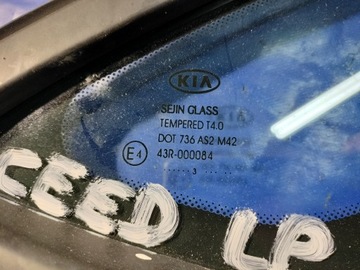 KIA
SEJIN GLASS
TEMPERED T4.0
DOT 736 AS2 M42
E4 43R-000084
..... 3 ....
CEED LP